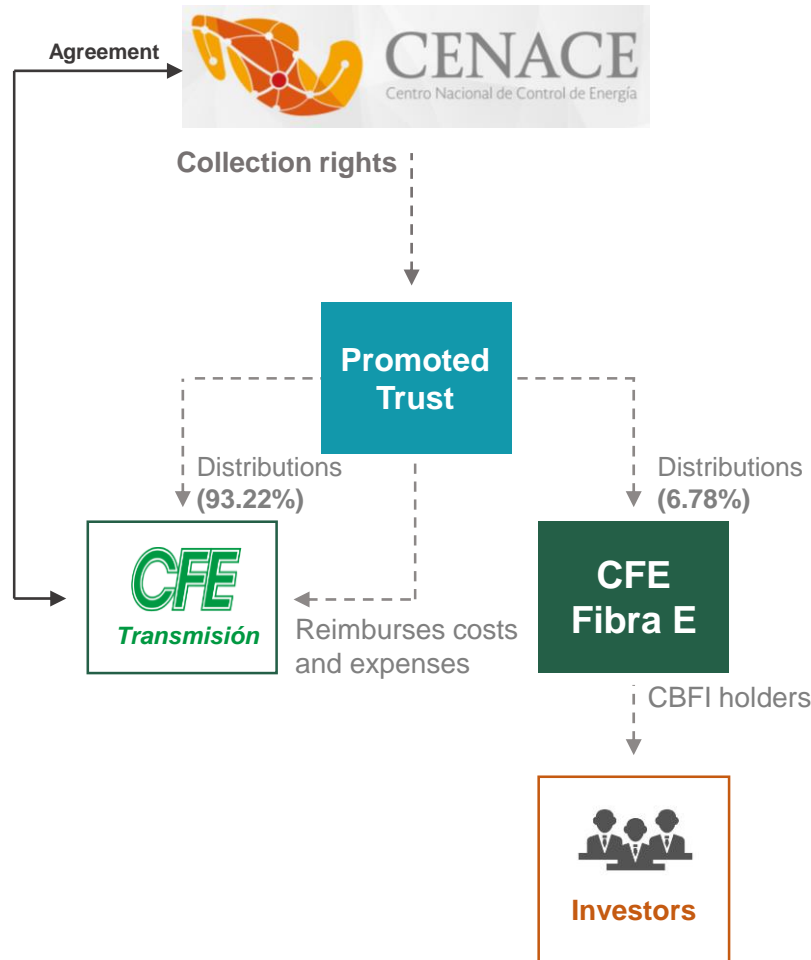 Agreement
CENACE
Centro Nacional de Control de Energía
Collection rights
Promoted
Trust
Distributions
(93.22%)
Distributions
(6.78%)
CFE
Transmisión
Reimburses costs
and expenses
CFE
Fibra E
CBFI holders
Investors